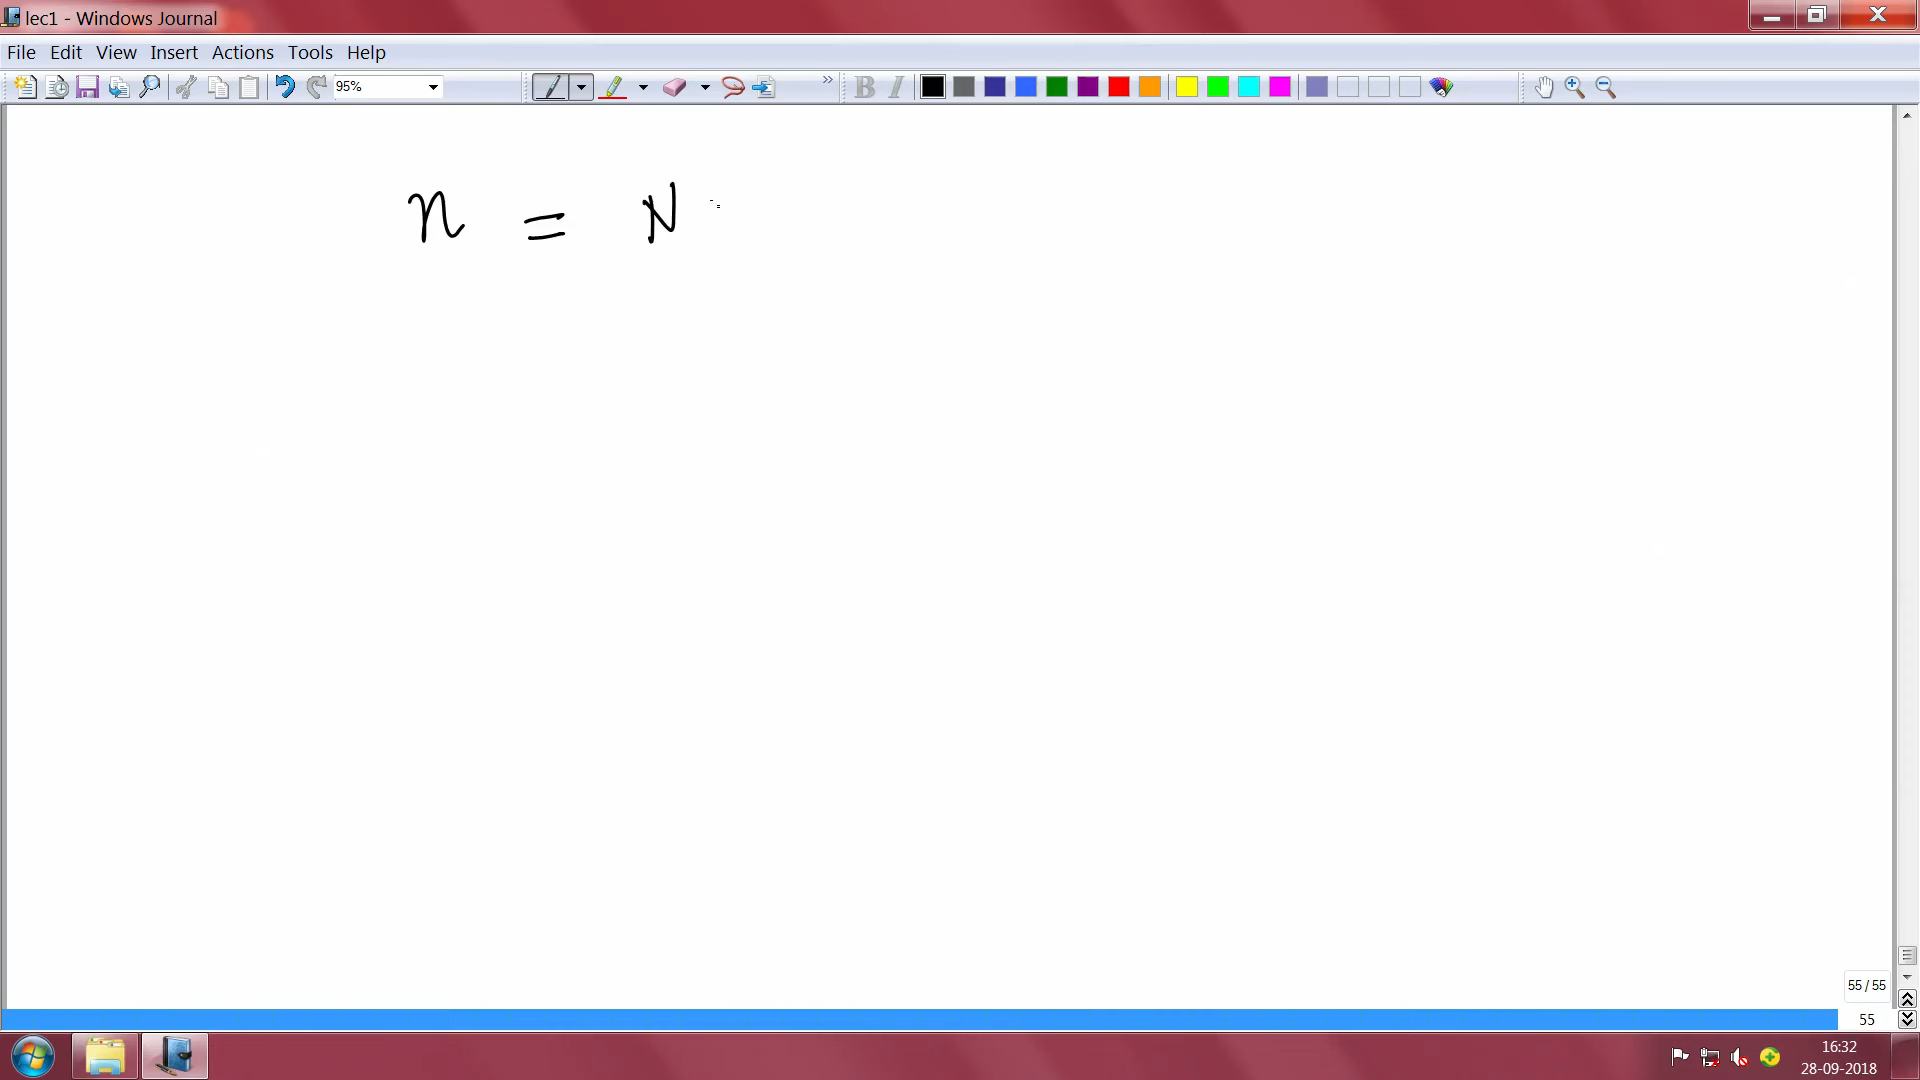 lec1 - Windows Journal
File Edit View Insert Actions Tools Help
95%
B I
n = N
55 / 55
55
16:32
28-09-2018